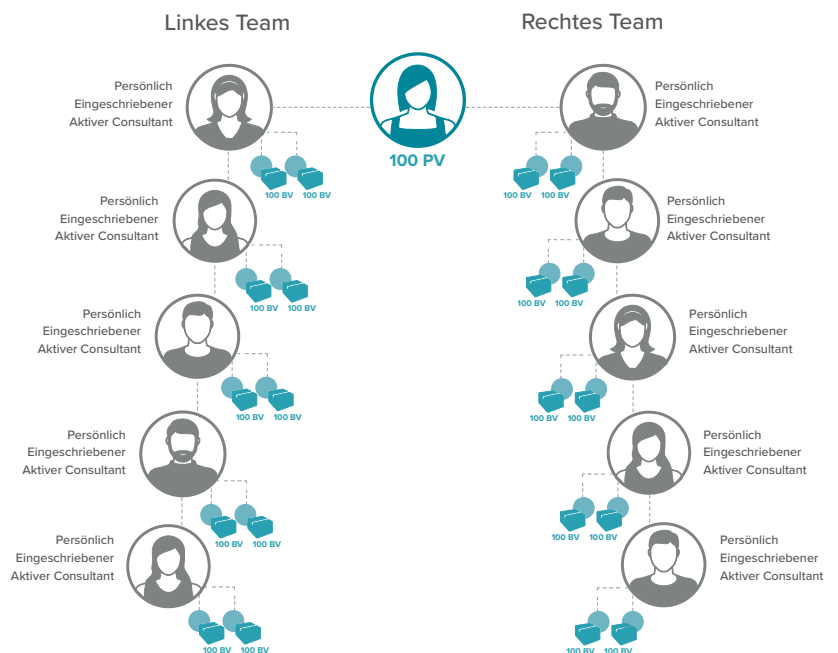 Linkes Team
Rechtes Team
Persönlich
Eingeschriebener
Aktiver Consultant
100 PV
Persönlich
Eingeschriebener
Aktiver Consultant
100 BV 100 BV
100 BV 100 BV
Persönlich
Eingeschriebener
Aktiver Consultant
Persönlich
Eingeschriebener
Aktiver Consultant
100 BV 100 BV
100 BV 100 BV
Persönlich
Eingeschriebener
Aktiver Consultant
Persönlich
Eingeschriebener
Aktiver Consultant
100 BV 100 BV
100 BV 100 BV
Persönlich
Eingeschriebener
Aktiver Consultant
Persönlich
Eingeschriebener
Aktiver Consultant
100 BV 100 BV
100 BV 100 BV
Persönlich
Eingeschriebener
Aktiver Consultant
Persönlich
Eingeschriebener
Aktiver Consultant
100 BV 100 BV
100 BV 100 BV